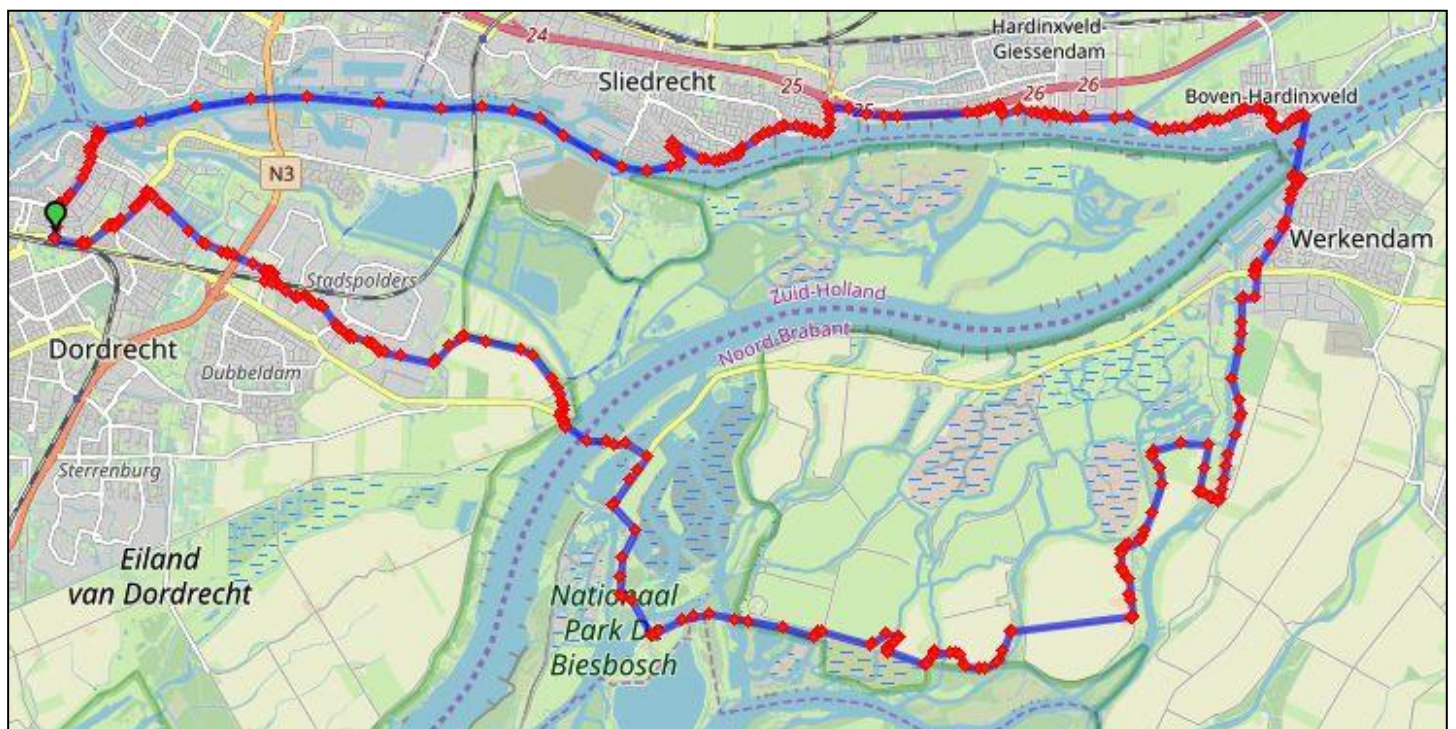 24
Hardinxveld-
Giessendam
Sliedrecht
25
26
26
25
Boven-Hardinxveld
N3
Werkendam
Stadspolders
Zuid-Holland
Noord-Brabant
Dordrecht
Dubbeldam
Sterrenburg
Eiland
van Dordrecht
Nationaal
Park De
Biesbosch